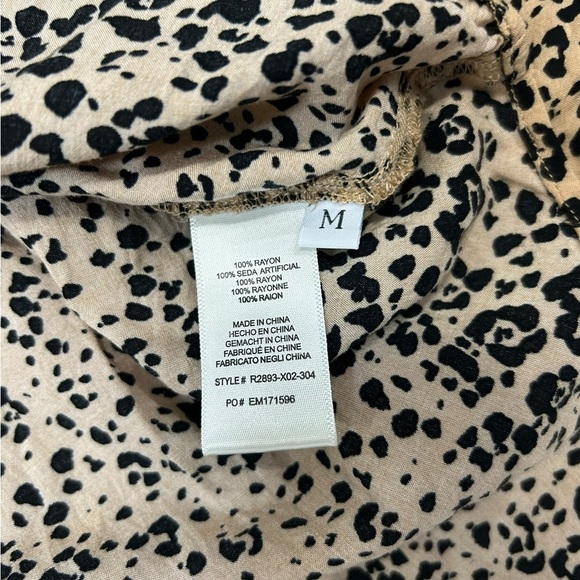 M
100% RAYON
100% SEDA ARTIFICIAL
100% RAYON
100% RAYONNE
100% RAION
MADE IN CHINA
HECHO EN CHINA
GEMACHT IN CHINA
FABRIQUÉ EN CHINE
FABRICATO NEGLI CHINA
STYLE # R2893-X02-304
PO # EM171596